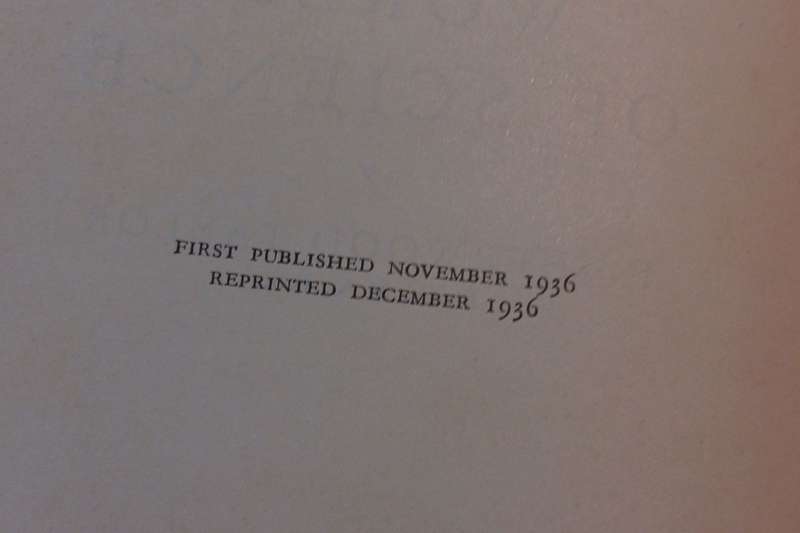 FIRST PUBLISHED NOVEMBER 1936
REPRINTED DECEMBER 1936